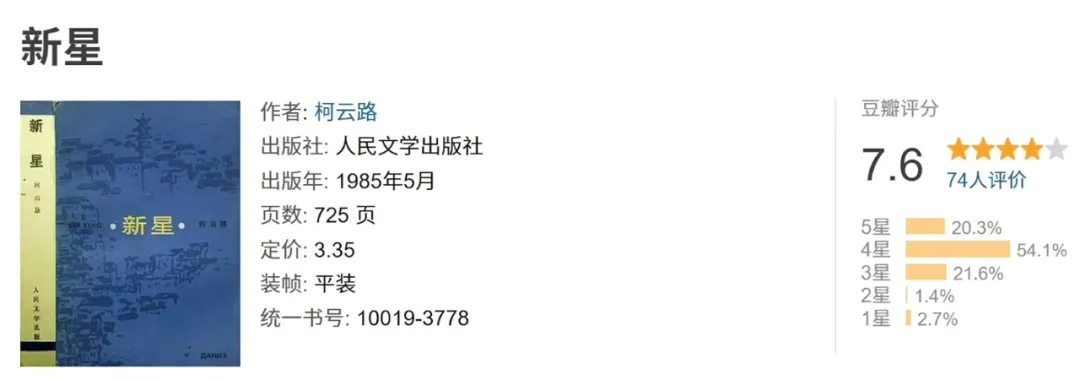 新星
新
星
柯云路
人民文学出版社
新星
柯云路
作者: 柯云路
出版社: 人民文学出版社
出版年: 1985年5月
页数: 725 页
定价: 3.35
装帧: 平装
统一书号: 10019-3778
豆瓣评分
7.6
74人评价
5星 20.3%
4星 54.1%
3星 21.6%
2星 1.4%
1星 2.7%